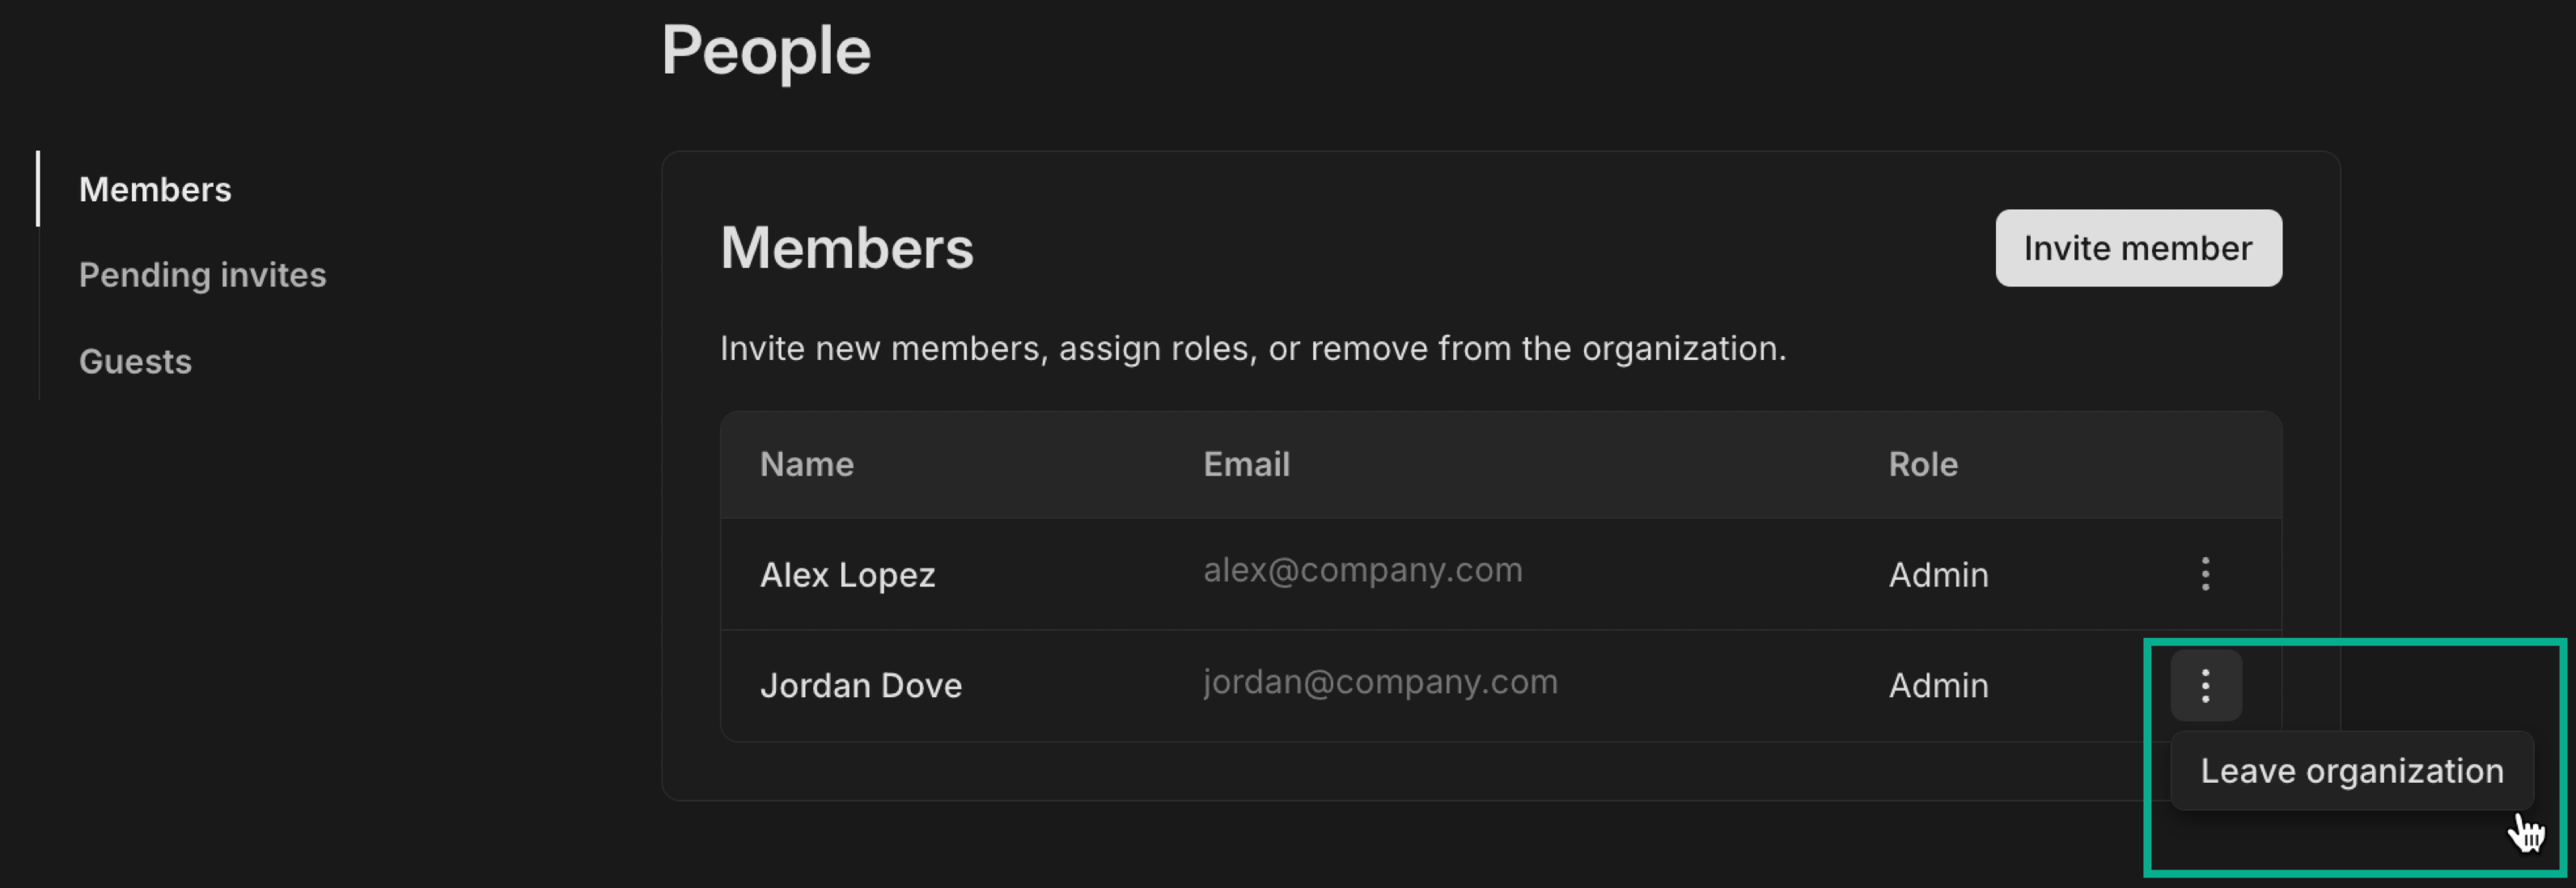 People
Members
Pending invites
Guests
Members
Invite member
Invite new members, assign roles, or remove from the organization.
Name Email Role
Alex Lopez alex@company.com Admin
Jordan Dove jordan@company.com Admin
Leave organization